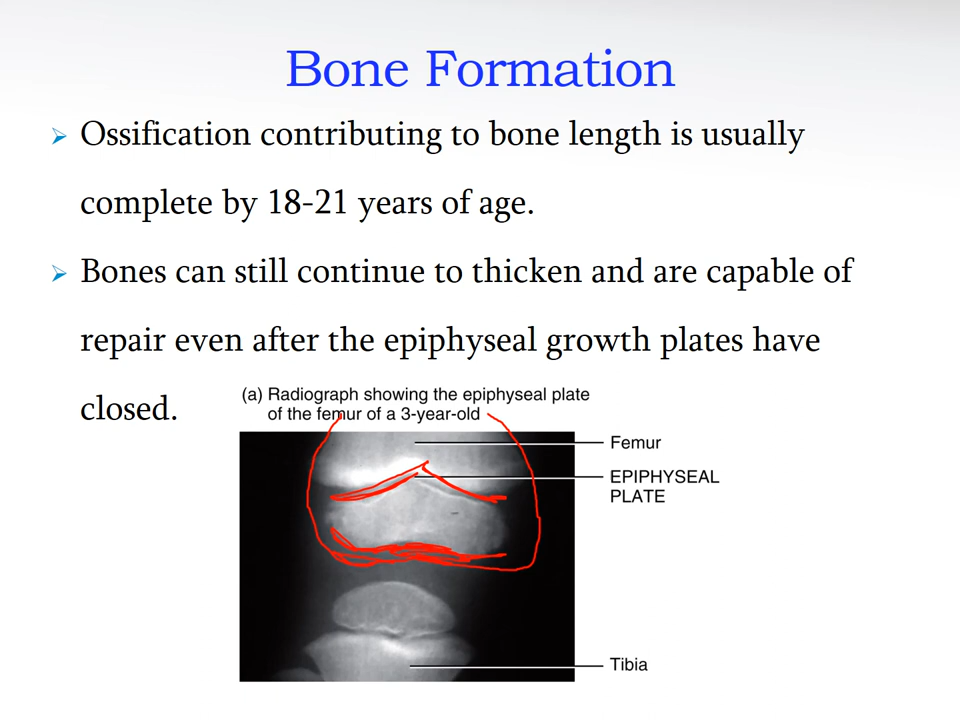 Bone Formation
Ossification contributing to bone length is usually
complete by 18-21 years of age.
Bones can still continue to thicken and are capable of
repair even after the epiphyseal growth plates have
closed.
(a) Radiograph showing the epiphyseal plate
of the femur of a 3-year-old
Femur
EPIPHYSEAL
PLATE
Tibia